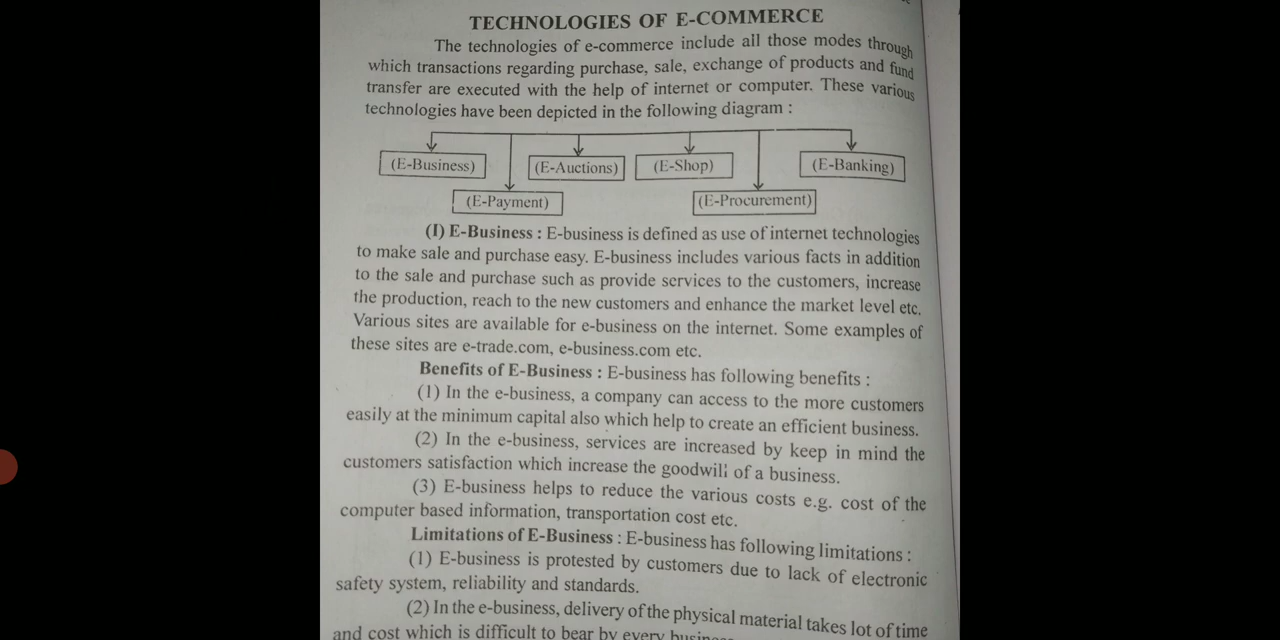 TECHNOLOGIES OF E-COMMERCE
The technologies of e-commerce include all those modes through
which transactions regarding purchase, sale, exchange of products and fund
transfer are executed with the help of internet or computer. These various
technologies have been depicted in the following diagram :
(E-Business)
(E-Auctions)
(E-Shop)
(E-Banking)
(E-Payment)
(E-Procurement)
(I) E-Business : E-business is defined as use of internet technologies
to make sale and purchase easy. E-business includes various facts in addition
to the sale and purchase such as provide services to the customers, increase
the production, reach to the new customers and enhance the market level etc.
Various sites are available for e-business on the internet. Some examples of
these sites are e-trade.com, e-business.com etc.
Benefits of E-Business : E-business has following benefits :
(1) In the e-business, a company can access to the more customers
easily at the minimum capital also which help to create an efficient business.
(2) In the e-business, services are increased by keep in mind the
customers satisfaction which increase the goodwill of a business.
(3) E-business helps to reduce the various costs e.g. cost of the
computer based information, transportation cost etc.
Limitations of E-Business : E-business has following limitations :
(1) E-business is protested by customers due to lack of electronic
safety system, reliability and standards.
(2) In the e-business, delivery of the physical material takes lot of time
and cost which is difficult to bear by every